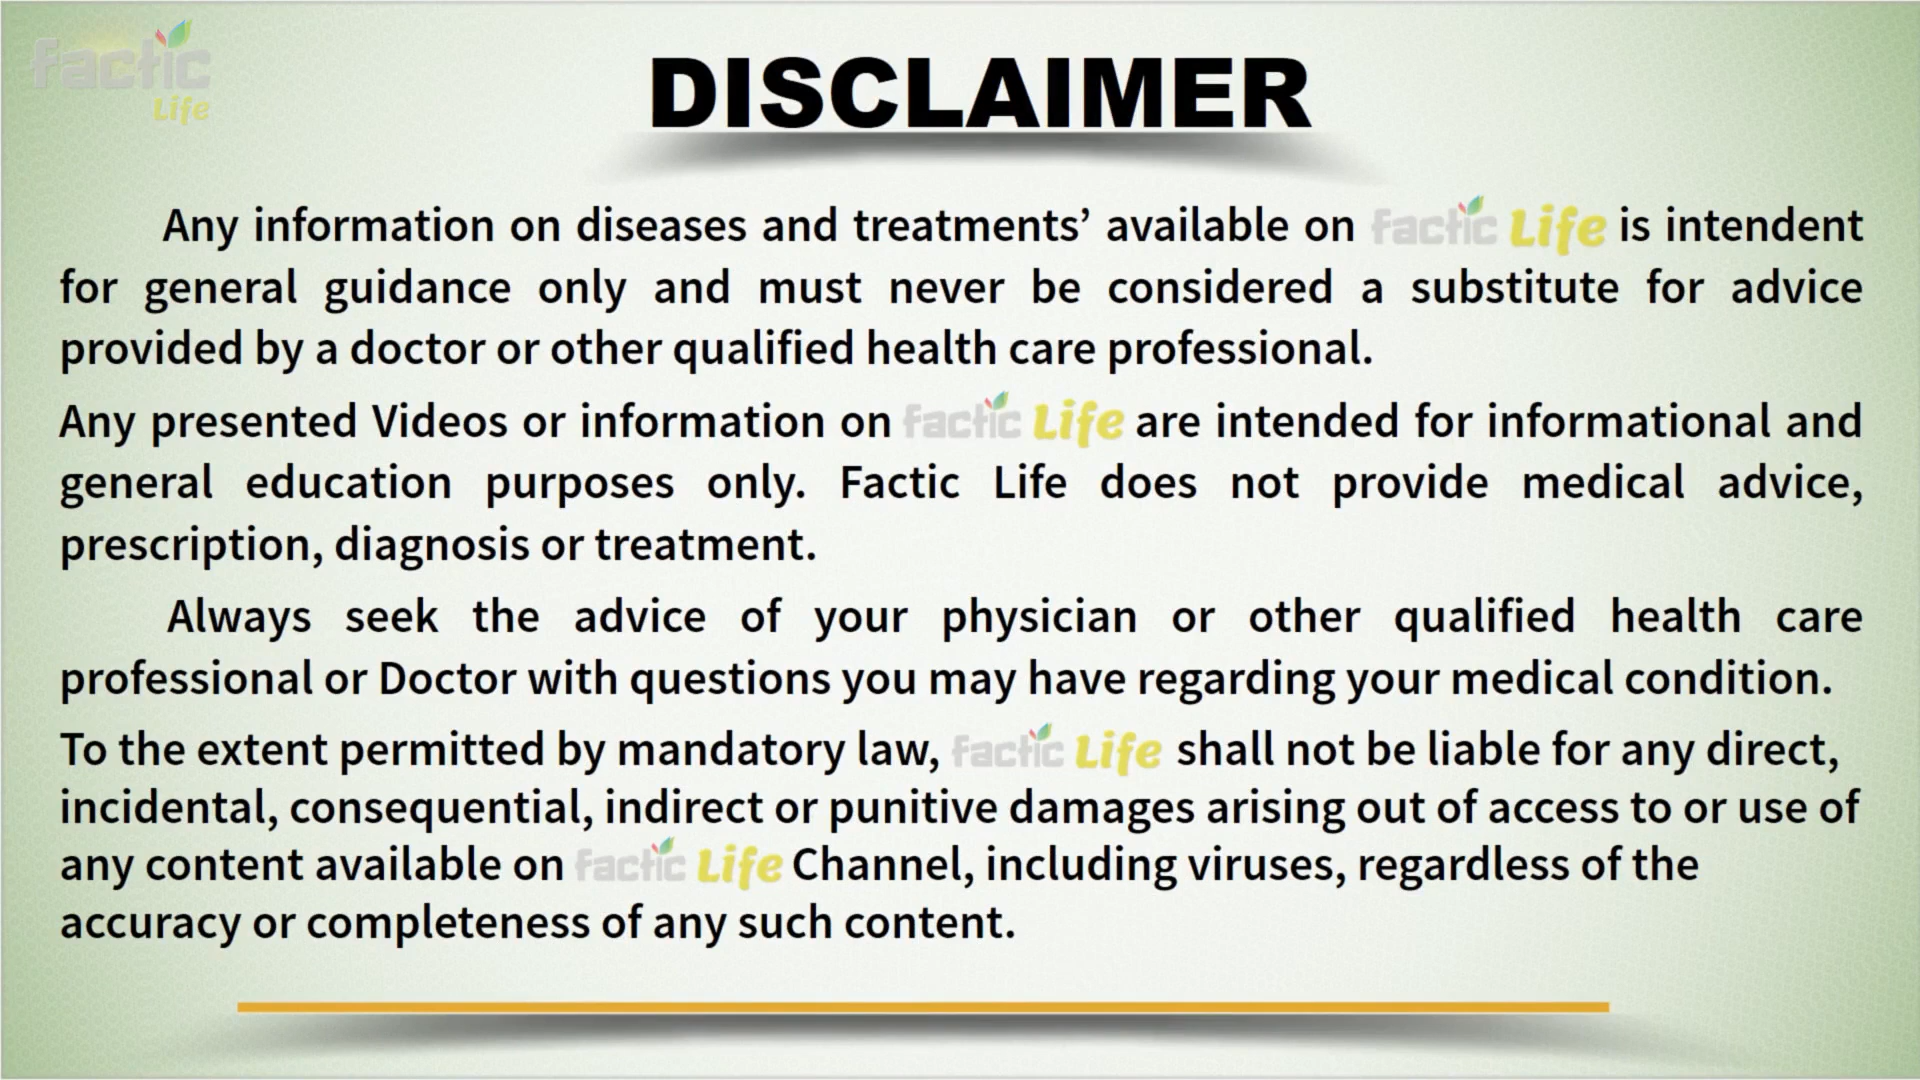 factic
Life
DISCLAIMER
Any information on diseases and treatments’ available on factic Life is intendent
for general guidance only and must never be considered a substitute for advice
provided by a doctor or other qualified health care professional.
Any presented Videos or information on factic Life are intended for informational and
general education purposes only. Factic Life does not provide medical advice,
prescription, diagnosis or treatment.
Always seek the advice of your physician or other qualified health care
professional or Doctor with questions you may have regarding your medical condition.
To the extent permitted by mandatory law, factic Life shall not be liable for any direct,
incidental, consequential, indirect or punitive damages arising out of access to or use of
any content available on factic Life Channel, including viruses, regardless of the
accuracy or completeness of any such content.